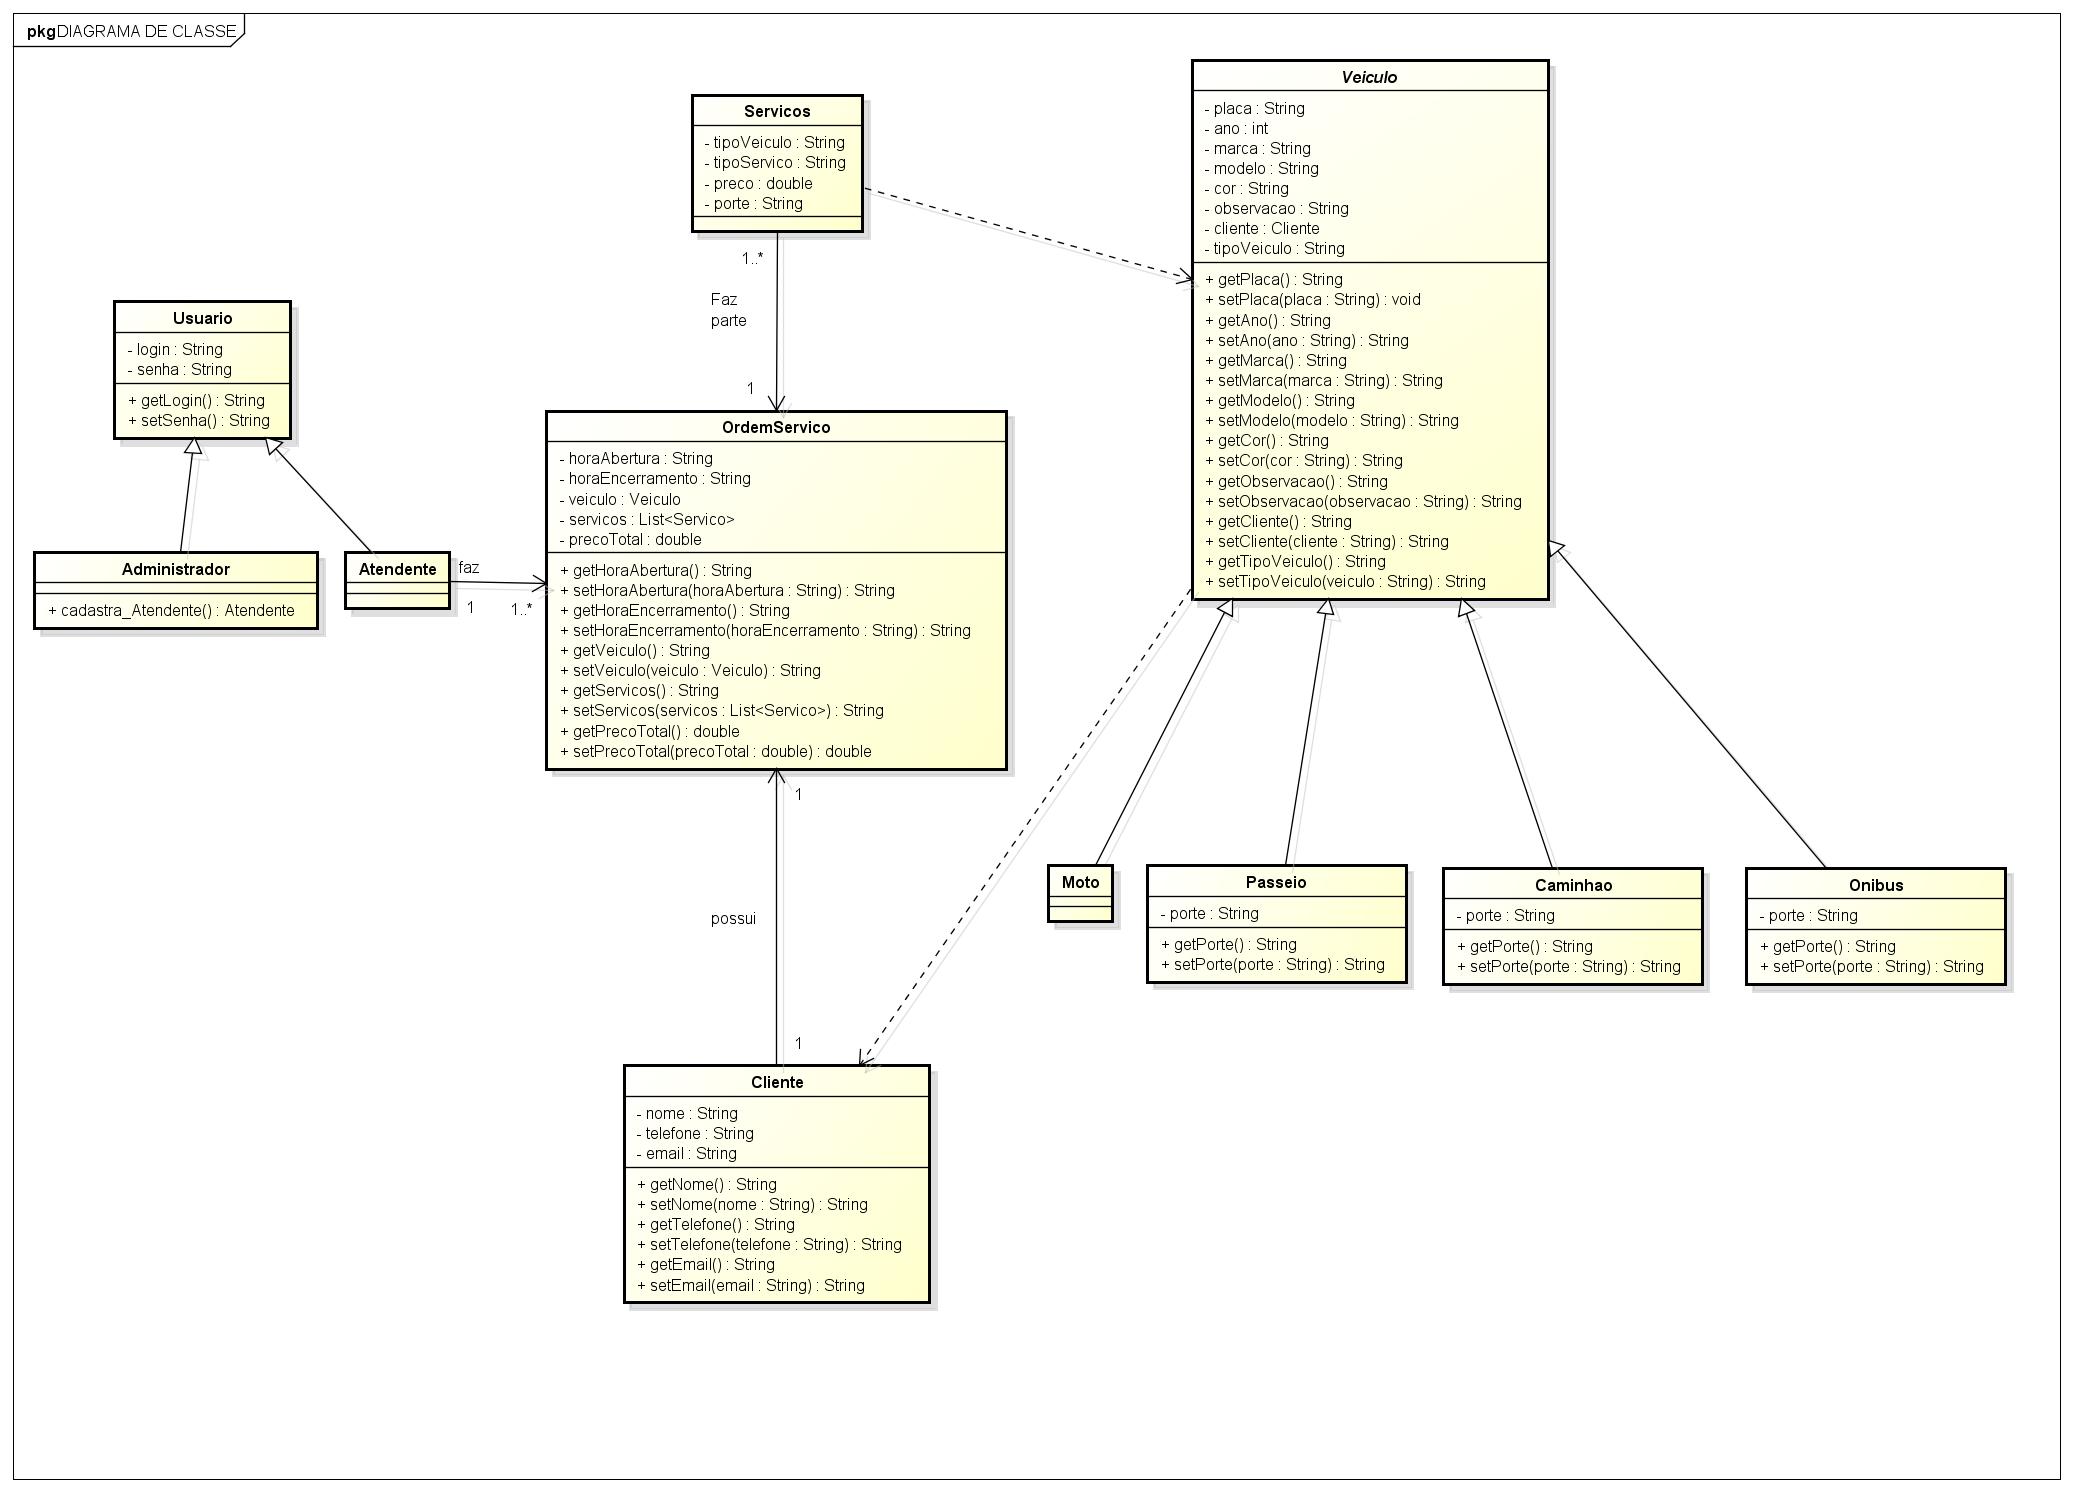 pkg DIAGRAMA DE CLASSE
Servicos
- tipoVeiculo : String
- tipoServico : String
- preco : double
- porte : String
Veiculo
- placa : String
- ano : int
- marca : String
- modelo : String
- cor : String
- observacao : String
- cliente : Cliente
- tipoVeiculo : String
+ getPlaca() : String
+ setPlaca(placa : String) : void
+ getAno() : String
+ setAno(ano : String) : String
+ getMarca() : String
+ setMarca(marca : String) : String
+ getModelo() : String
+ setModelo(modelo : String) : String
+ getCor() : String
+ setCor(cor : String) : String
+ getObservacao() : String
+ setObservacao(observacao : String) : String
+ getCliente() : String
+ setCliente(cliente : String) : String
+ getTipoVeiculo() : String
+ setTipoVeiculo(veiculo : String) : String
1..*
Faz
parte
1
Usuario
- login : String
- senha : String
+ getLogin() : String
+ setSenha() : String
Administrador
+ cadastra_Atendente() : Atendente
Atendente
faz
1
1..*
OrdemServico
- horaAbertura : String
- horaEncerramento : String
- veiculo : Veiculo
- servicos : List<Servico>
- precoTotal : double
+ getHoraAbertura() : String
+ setHoraAbertura(horaAbertura : String) : String
+ getHoraEncerramento() : String
+ setHoraEncerramento(horaEncerramento : String) : String
+ getVeiculo() : String
+ setVeiculo(veiculo : Veiculo) : String
+ getServicos() : String
+ setServicos(servicos : List<Servico>) : String
+ getPrecoTotal() : double
+ setPrecoTotal(precoTotal : double) : double
1
possui
1
Moto
Passeio
- porte : String
+ getPorte() : String
+ setPorte(porte : String) : String
Caminhao
- porte : String
+ getPorte() : String
+ setPorte(porte : String) : String
Onibus
- porte : String
+ getPorte() : String
+ setPorte(porte : String) : String
Cliente
- nome : String
- telefone : String
- email : String
+ getNome() : String
+ setNome(nome : String) : String
+ getTelefone() : String
+ setTelefone(telefone : String) : String
+ getEmail() : String
+ setEmail(email : String) : String